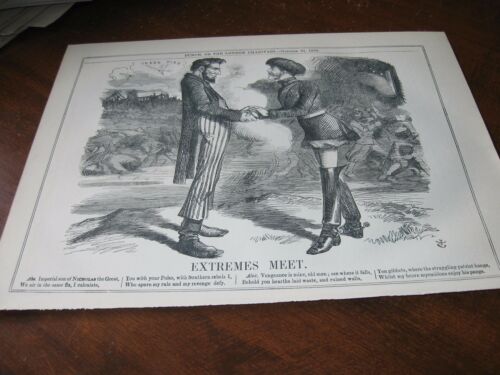 PUNCH, OR THE LONDON CHARIVARI.—October 24, 1863.
EXTREMES MEET.
Abe. Imperial son of NICHOLAS the Great,
We air in the same fix, I calculate,
You with your Poles, with Southern rebels I,
Who spurn my rule and my revenge defy.
Alex. Vengeance is mine, old man; see where it falls,
Behold yon hearths laid waste, and ruined walls,
Yon gibbets, where the struggling patriot hangs,
Whilst my brave myrmidons enjoy his pangs.